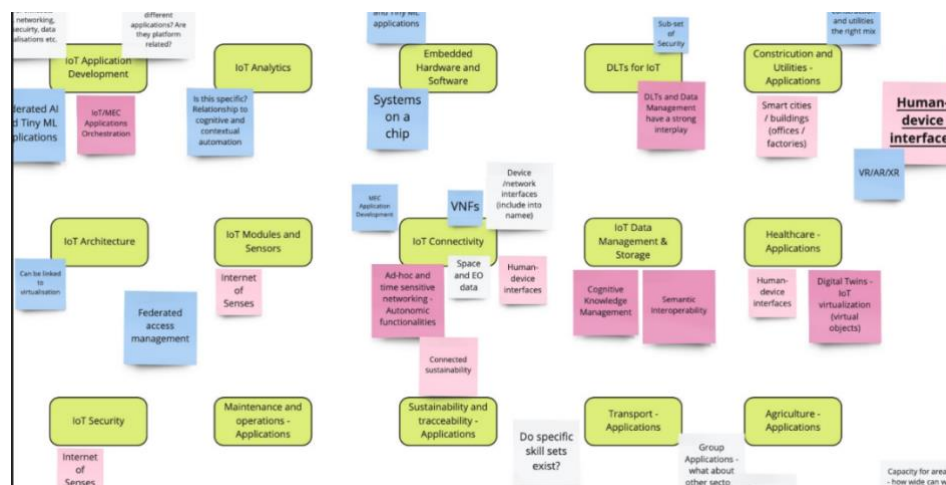 networking,
data
alisations etc.
different
applications? Are
they platform
related?
IoT Application
Development
erated AI
d Tiny ML
plications
IoT/MEC
Applications
Orchestration
IoT Analytics
Is this specific?
Relationship to
cognitive and
contextual
automation
and Tiny ML
applications
Embedded
Hardware and
Software
Systems
on a
chip
Sub-set
of
Security
DLTs for IoT
DLTs and Data
Management
have a strong
interplay
and utilities
the right mix
Constricution and
Utilities -
Applications
Smart cities
/ buildings
(offices /
factories)
Human-
device
interface
VR/AR/XR
IoT Architecture
Can be linked
to
virtualisation
IoT Modules and
Sensors
Internet
of
Senses
Federated
access
management
MEC
Application
Development
VNFs
Device
/network
interfaces
(include into
namee)
IoT Connectivity
Ad-hoc and
time sensitive
networking -
Autonomic
functionalities
Space
and EO
data
Human-
device
interfaces
Connected
sustainability
IoT Data
Management &
Storage
Cognitive
Knowledge
Management
Semantic
Interoperability
Healthcare -
Applications
Human-
device
interfaces
Digital Twins -
IoT
virtualization
(virtual
objects)
IoT Security
Internet
of
Senses
Maintenance and
operations -
Applications
Sustainability and
tracceability -
Applications
Do specific
skill sets
exist?
Transport -
Applications
Group
Applications -
what about
other secto
Agriculture -
Applications
Capacity for area
- how wide can w